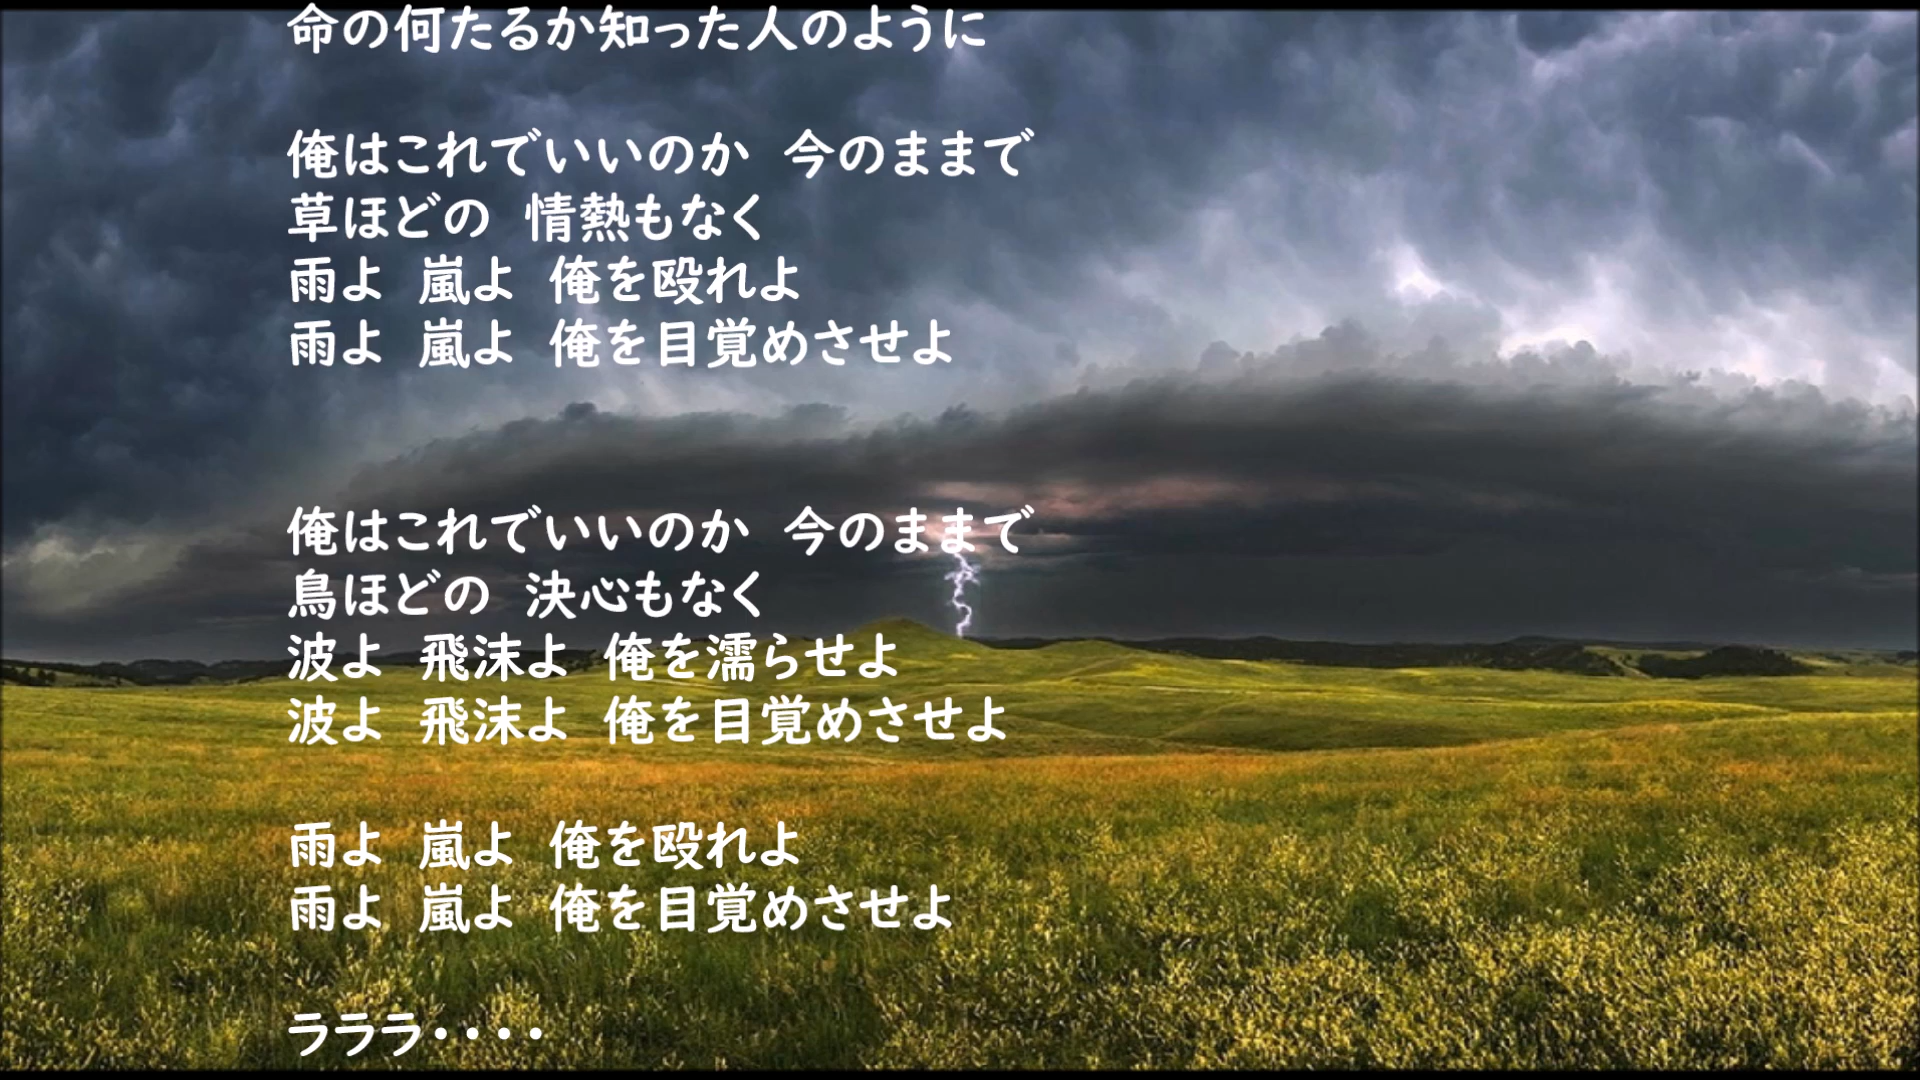 命の何たるか知った人のように
俺はこれでいいのか　今のままで
草ほどの　情熱もなく
雨よ　嵐よ　俺を殴れよ
雨よ　嵐よ　俺を目覚めさせよ
俺はこれでいいのか　今のままで
鳥ほどの　決心もなく
波よ　飛沫よ　俺を濡らせよ
波よ　飛沫よ　俺を目覚めさせよ
雨よ　嵐よ　俺を殴れよ
雨よ　嵐よ　俺を目覚めさせよ
ラララ・・・・